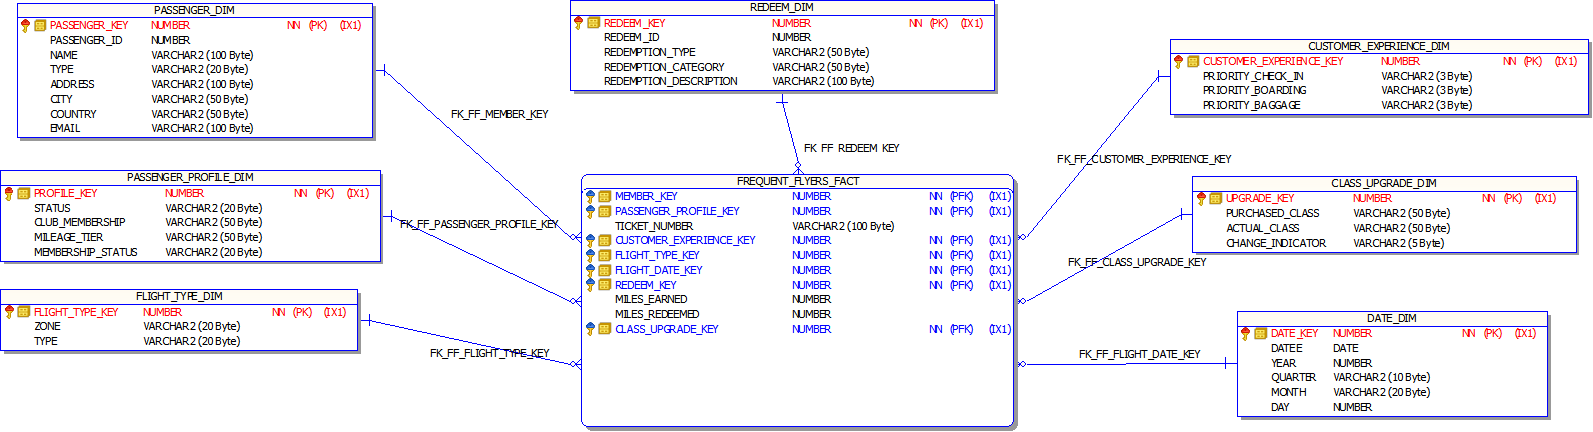 PASSENGER_DIM
PASSENGER_KEY NUMBER NN (PK) (IX1)
PASSENGER_ID NUMBER
NAME VARCHAR2 (100 Byte)
TYPE VARCHAR2 (20 Byte)
ADDRESS VARCHAR2 (100 Byte)
CITY VARCHAR2 (50 Byte)
COUNTRY VARCHAR2 (50 Byte)
EMAIL VARCHAR2 (100 Byte)
REDEEM_DIM
REDEEM_KEY NUMBER NN (PK) (IX1)
REDEEM_ID NUMBER
REDEMPTION_TYPE VARCHAR2 (50 Byte)
REDEMPTION_CATEGORY VARCHAR2 (50 Byte)
REDEMPTION_DESCRIPTION VARCHAR2 (100 Byte)
CUSTOMER_EXPERIENCE_DIM
CUSTOMER_EXPERIENCE_KEY NUMBER NN (PK) (IX1)
PRIORITY_CHECK_IN VARCHAR2 (3 Byte)
PRIORITY_BOARDING VARCHAR2 (3 Byte)
PRIORITY_BAGGAGE VARCHAR2 (3 Byte)
FK_FF_MEMBER_KEY
FK_FF_REDEEM_KEY
FK_FF_CUSTOMER_EXPERIENCE_KEY
PASSENGER_PROFILE_DIM
PROFILE_KEY NUMBER NN (PK) (IX1)
STATUS VARCHAR2 (20 Byte)
CLUB_MEMBERSHIP VARCHAR2 (50 Byte)
MILEAGE_TIER VARCHAR2 (50 Byte)
MEMBERSHIP_STATUS VARCHAR2 (20 Byte)
FK_FF_PASSENGER_PROFILE_KEY
FREQUENT_FLYERS_FACT
MEMBER_KEY NUMBER NN (PFK) (IX1)
PASSENGER_PROFILE_KEY NUMBER NN (PFK) (IX1)
TICKET_NUMBER VARCHAR2 (100 Byte)
CUSTOMER_EXPERIENCE_KEY NUMBER NN (PFK) (IX1)
FLIGHT_TYPE_KEY NUMBER NN (PFK) (IX1)
FLIGHT_DATE_KEY NUMBER NN (PFK) (IX1)
REDEEM_KEY NUMBER NN (PFK) (IX1)
MILES_EARNED NUMBER
MILES_REDEEMED NUMBER
CLASS_UPGRADE_KEY NUMBER NN (PFK) (IX1)
CLASS_UPGRADE_DIM
UPGRADE_KEY NUMBER NN (PK) (IX1)
PURCHASED_CLASS VARCHAR2 (50 Byte)
ACTUAL_CLASS VARCHAR2 (50 Byte)
CHANGE_INDICATOR VARCHAR2 (5 Byte)
FK_FF_CLASS_UPGRADE_KEY
FLIGHT_TYPE_DIM
FLIGHT_TYPE_KEY NUMBER NN (PK) (IX1)
ZONE VARCHAR2 (20 Byte)
TYPE VARCHAR2 (20 Byte)
FK_FF_FLIGHT_TYPE_KEY
FK_FF_FLIGHT_DATE_KEY
DATE_DIM
DATE_KEY NUMBER NN (PK) (IX1)
DATEE DATE
YEAR NUMBER
QUARTER VARCHAR2 (10 Byte)
MONTH VARCHAR2 (20 Byte)
DAY NUMBER